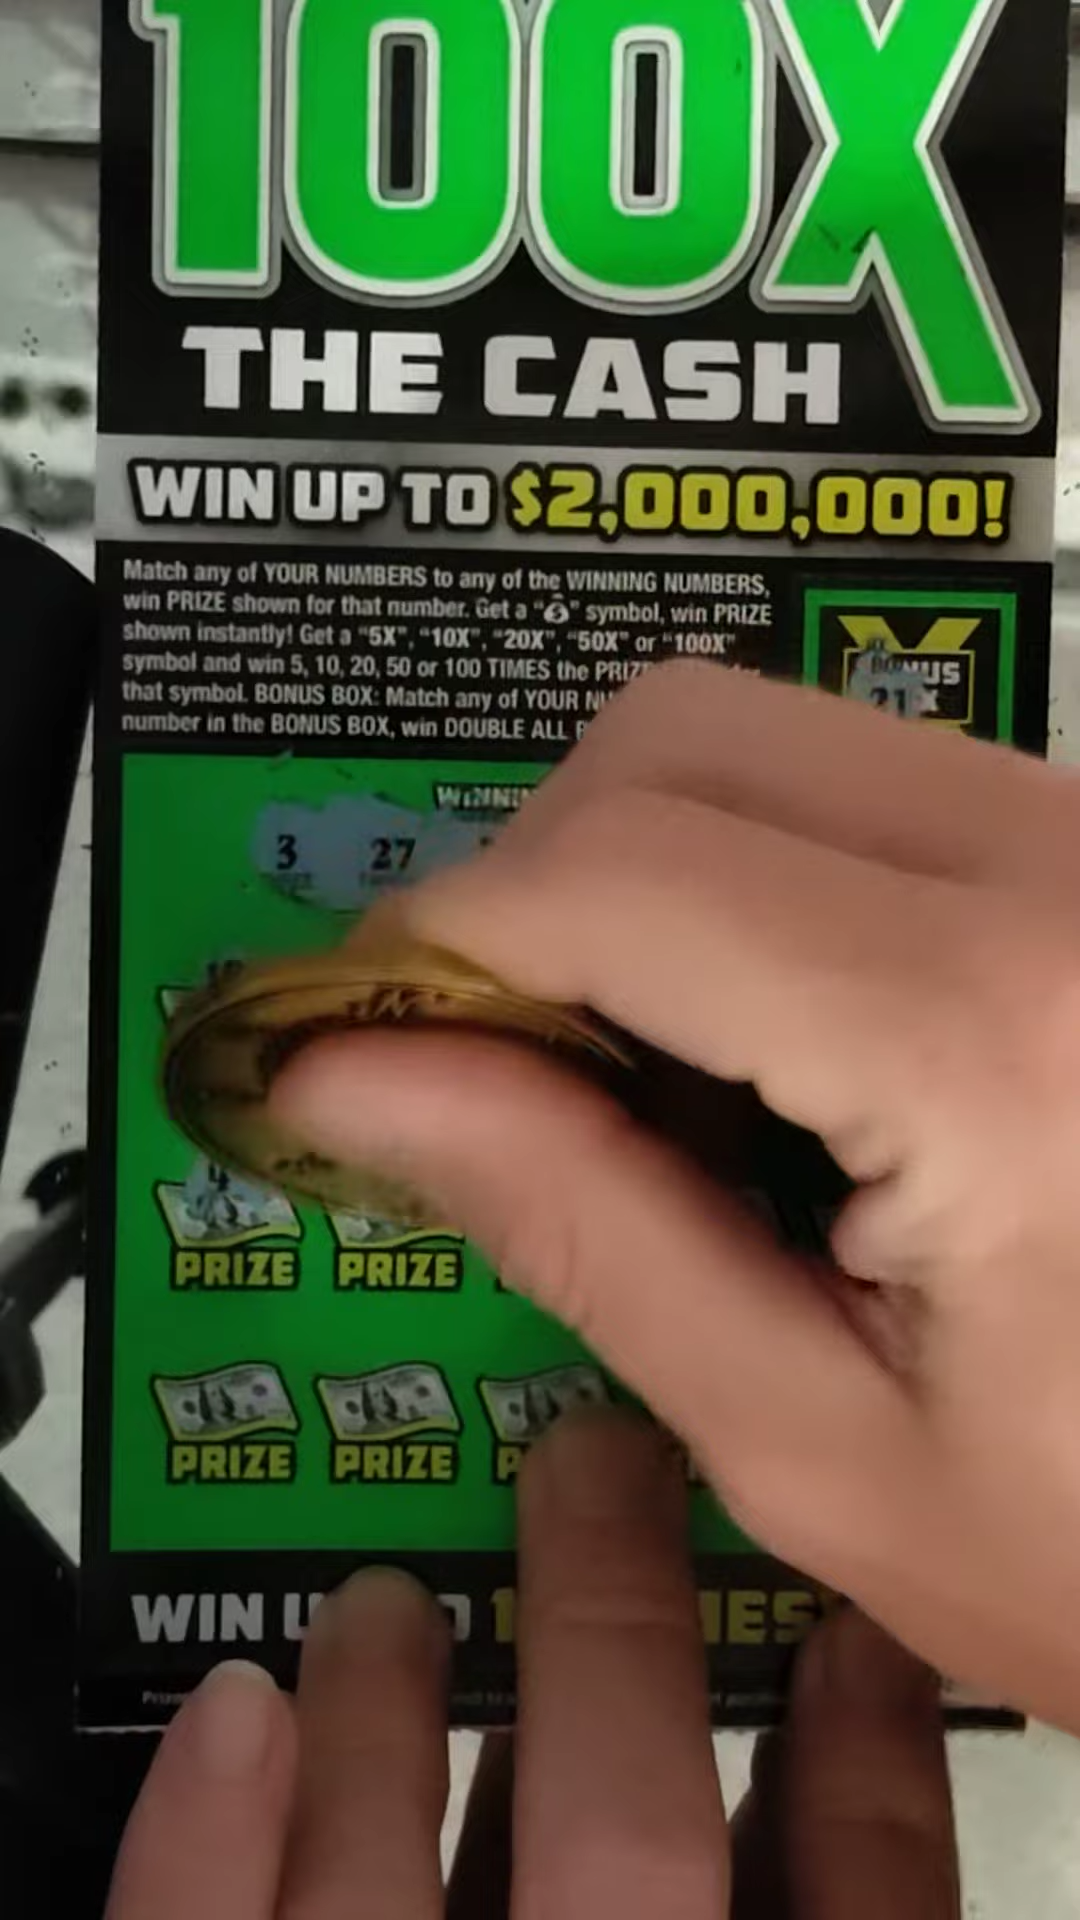 100X
THE CASH
WIN UP TO $2,000,000!
Match any of YOUR NUMBERS to any of the WINNING NUMBERS,
win PRIZE shown for that number. Get a "💰" symbol, win PRIZE
shown instantly! Get a "5X", "10X", "20X", "50X" or "100X"
symbol and win 5, 10, 20, 50 or 100 TIMES the
that symbol. BONUS BOX: Match any of YOUR
number in the BONUS BOX, win DOUBLE ALL
BONUS
21
3 27
4
PRIZE PRIZE
PRIZE PRIZE
WIN